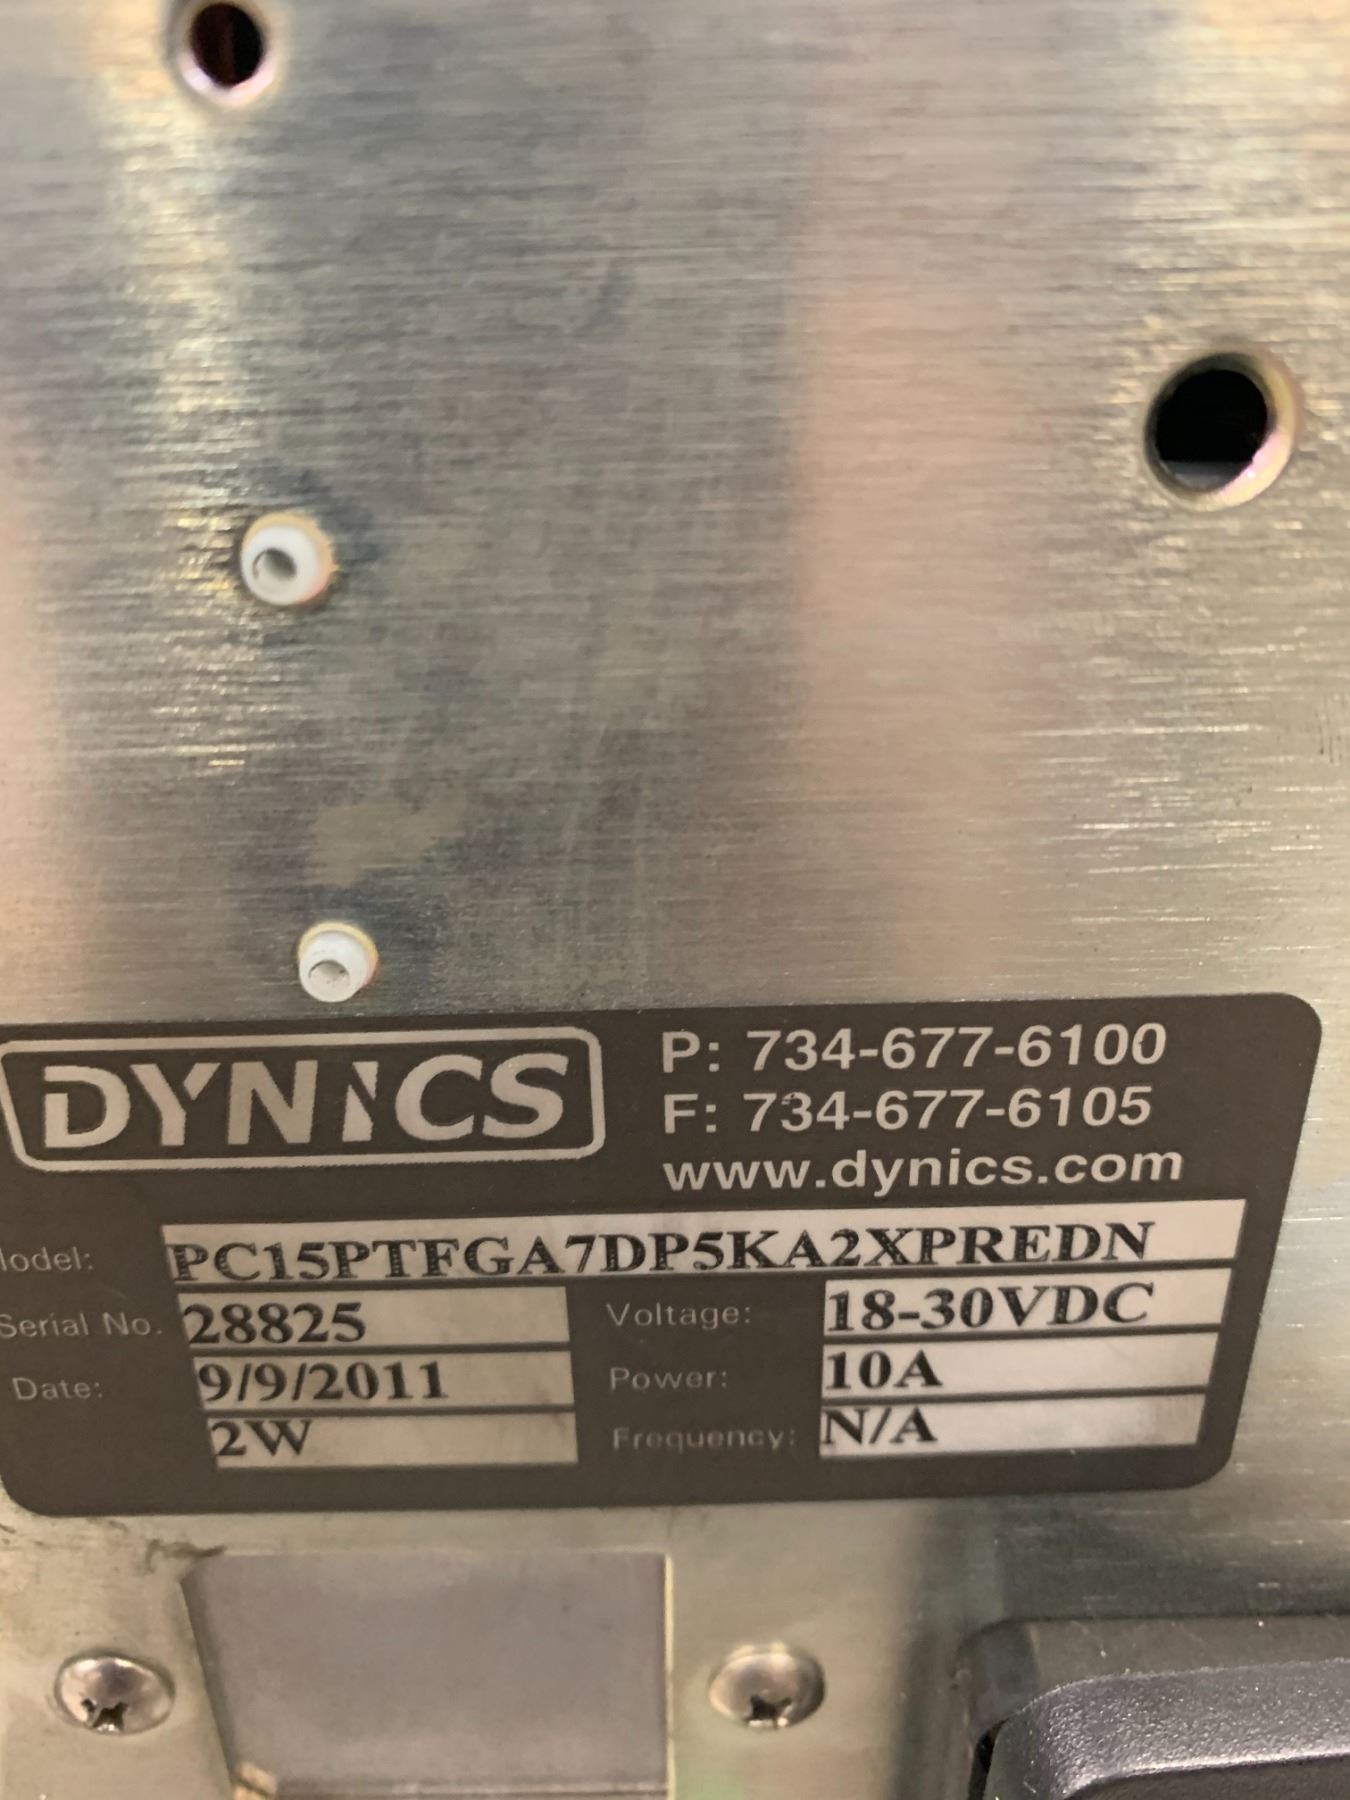 DYNICS
P: 734-677-6100
F: 734-677-6105
www.dynics.com
Model: PC15PTFGA7DP5KA2XPREDN
Serial No. 28825 Voltage: 18-30VDC
Date: 9/9/2011 Power: 10A
2W Frequency: N/A